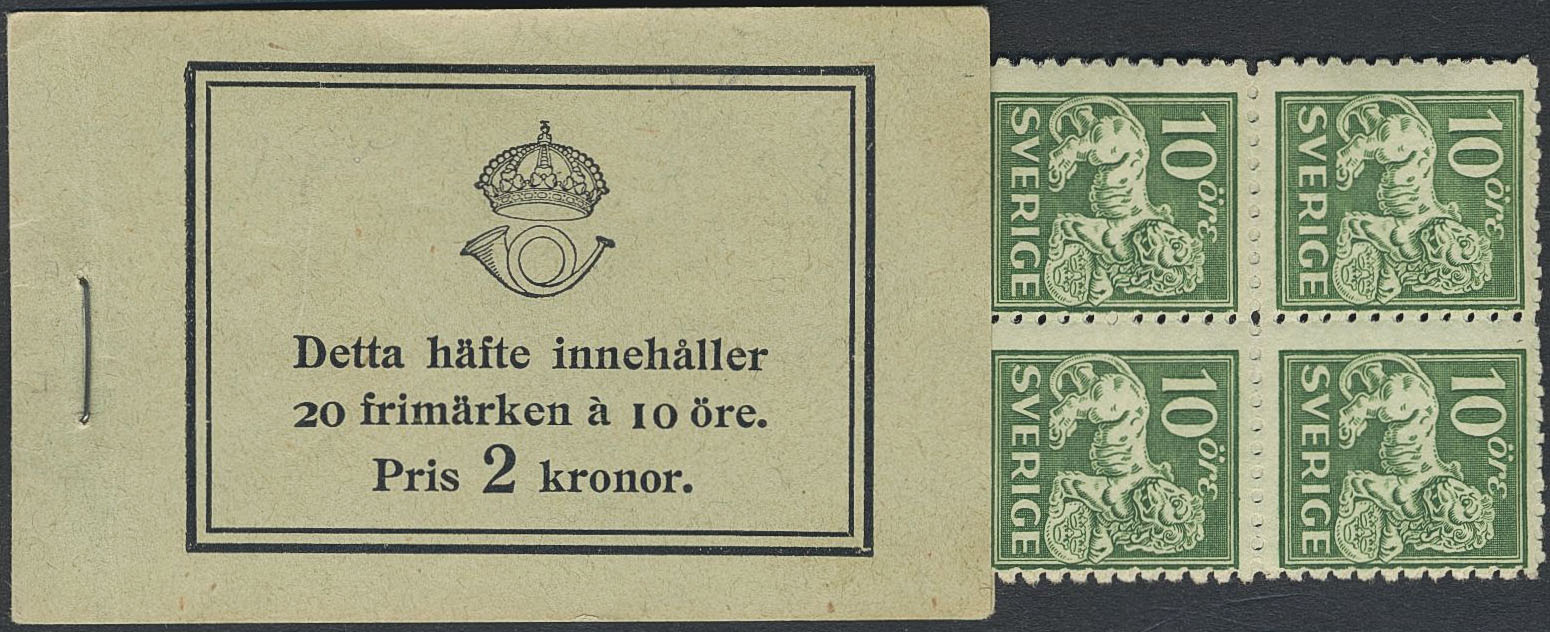 Detta häfte innehåller
20 frimärken à 10 öre.
Pris 2 kronor.
10 öre
SVERIGE
10 öre
SVERIGE
10 öre
SVERIGE
10 öre
SVERIGE